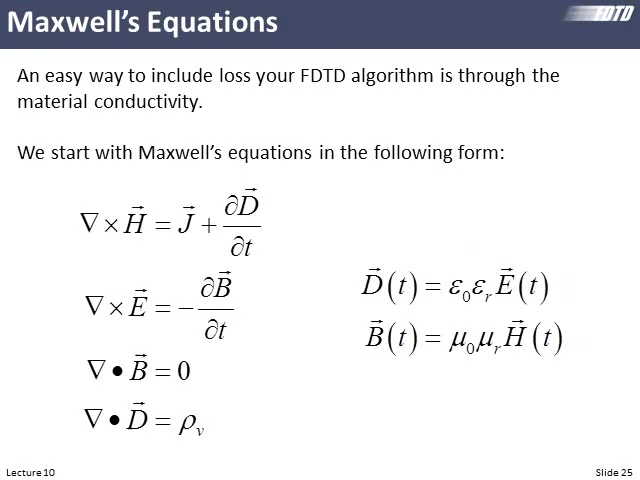 Maxwell's Equations
FDTD
An easy way to include loss your FDTD algorithm is through the
material conductivity.
We start with Maxwell's equations in the following form:
∇ × H⃗ = J⃗ + ∂D⃗/∂t
∇ × E⃗ = −∂B⃗/∂t
∇ • B⃗ = 0
∇ • D⃗ = ρᵥ
D⃗(t) = ε₀εᵣE⃗(t)
B⃗(t) = μ₀μᵣH⃗(t)
Lecture 10
Slide 25